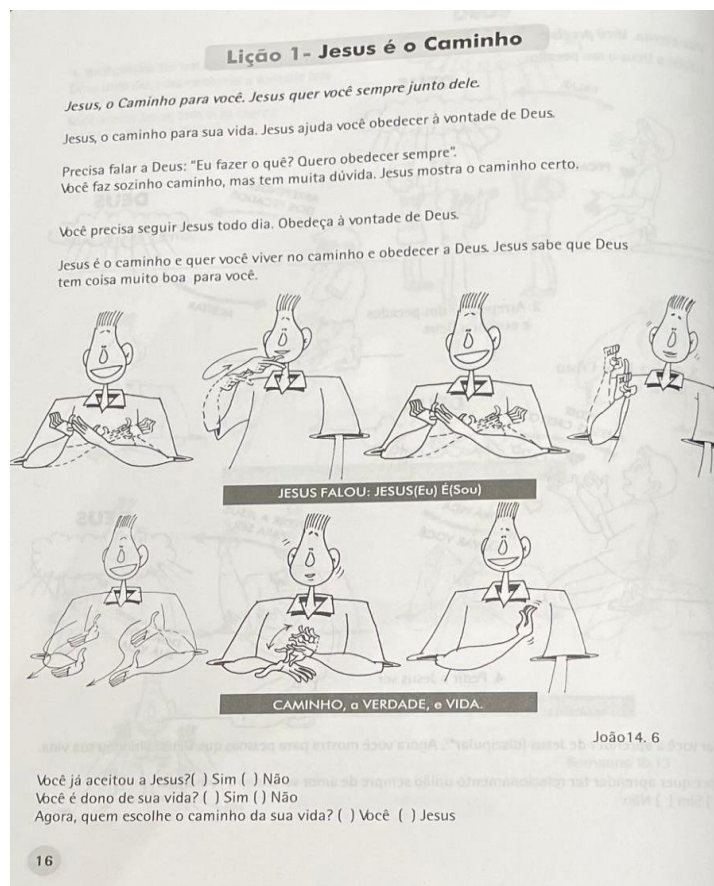 Lição 1- Jesus é o Caminho
Jesus, o Caminho para você. Jesus quer você sempre junto dele.
Jesus, o caminho para sua vida. Jesus ajuda você obedecer à vontade de Deus.
Precisa falar a Deus: "Eu fazer o quê? Quero obedecer sempre".
Você faz sozinho caminho, mas tem muita dúvida. Jesus mostra o caminho certo.
Você precisa seguir Jesus todo dia. Obedeça à vontade de Deus.
Jesus é o caminho e quer você viver no caminho e obedecer a Deus. Jesus sabe que Deus
tem coisa muito boa para você.
JESUS FALOU: JESUS(Eu) É(Sou)
CAMINHO, a VERDADE, e VIDA.
João14. 6
Você já aceitou a Jesus?( ) Sim ( ) Não
Você é dono de sua vida? ( ) Sim ( ) Não
Agora, quem escolhe o caminho da sua vida? ( ) Você ( ) Jesus
16